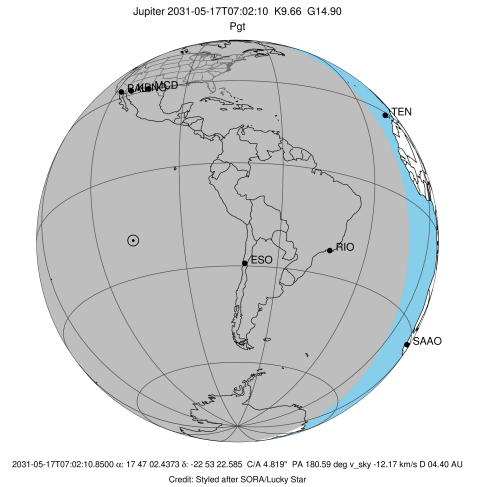 Jupiter 2031-05-17T07:02:10 K9.66 G14.90
Pgt
MCD
TEN
RIO
ESO
SAAO
2031-05-17T07:02:10.8500 α: 17 47 02.4373 δ: -22 53 22.585 C/A 4.819" PA 180.59 deg v_sky -12.17 km/s D 04.40 AU
Credit: Styled after SORA/Lucky Star